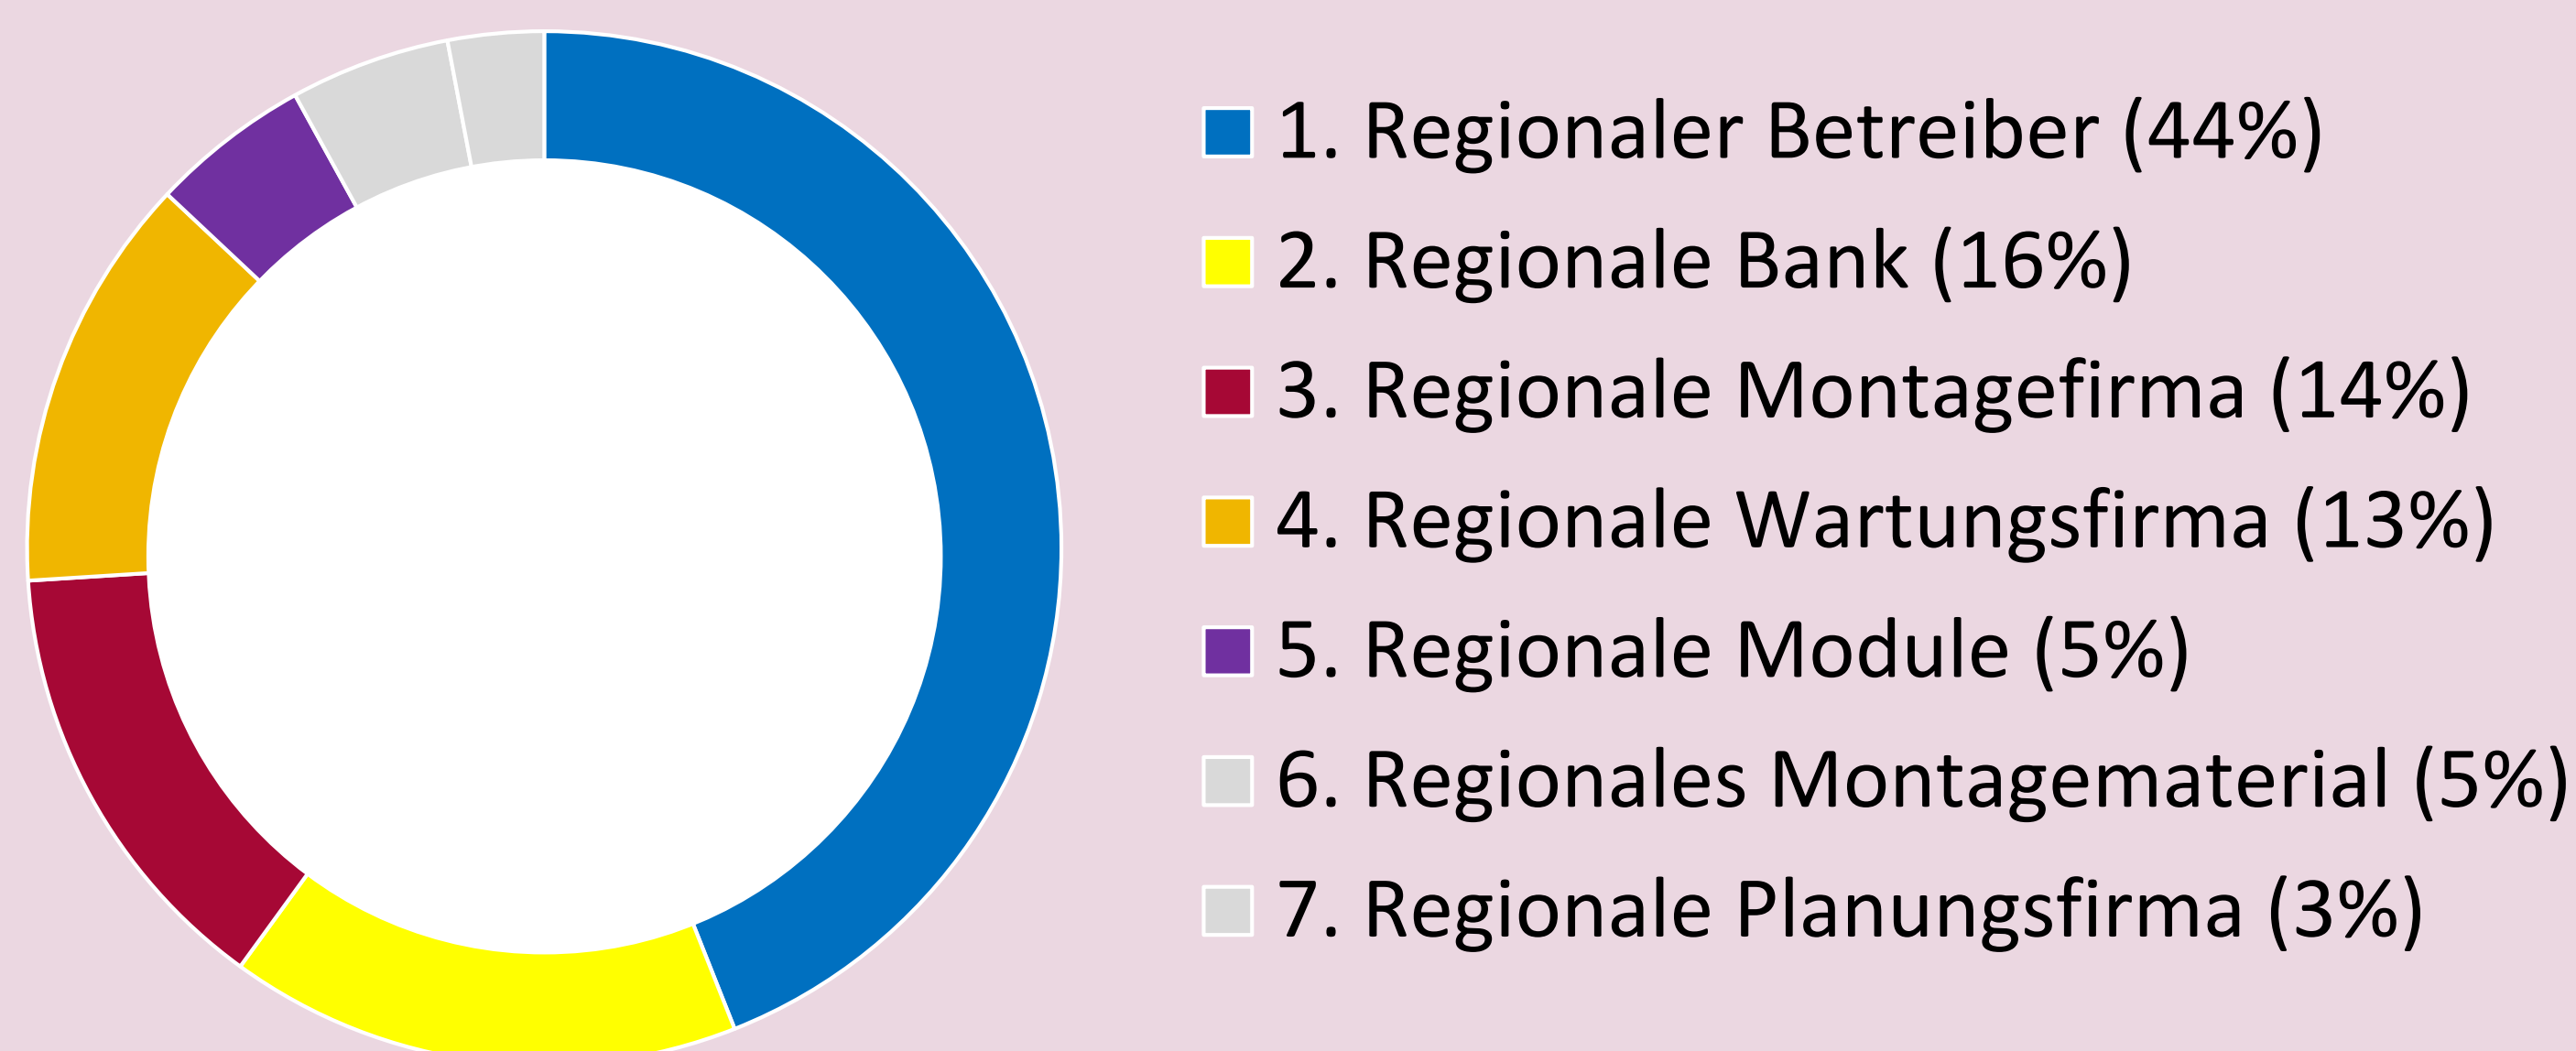 1. Regionaler Betreiber (44%)
2. Regionale Bank (16%)
3. Regionale Montagefirma (14%)
4. Regionale Wartungsfirma (13%)
5. Regionale Module (5%)
6. Regionales Montagematerial (5%)
7. Regionale Planungsfirma (3%)